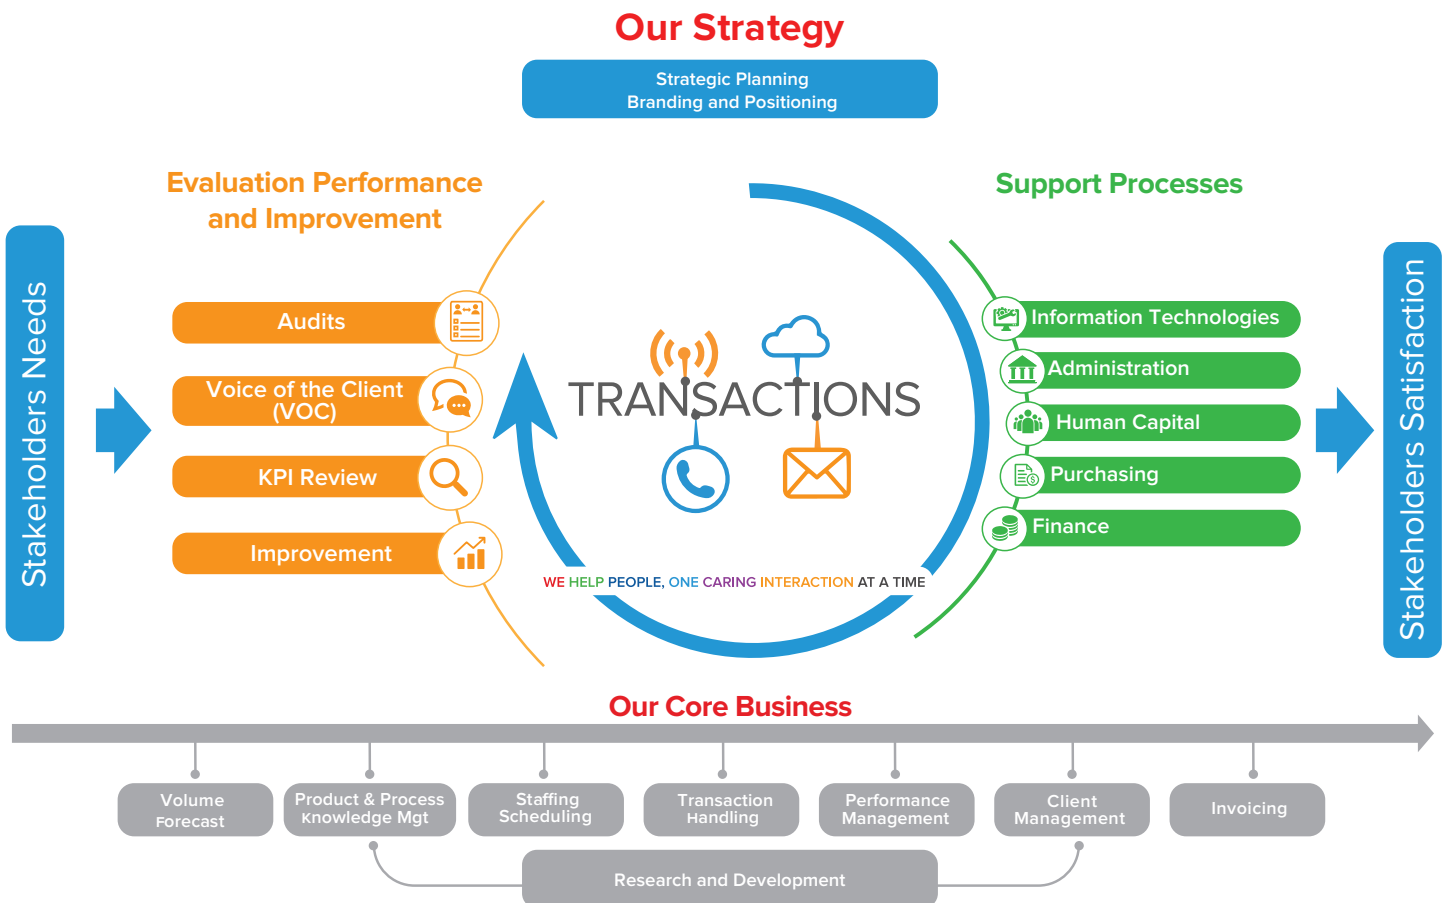 Our Strategy
Strategic Planning
Branding and Positioning
Evaluation Performance
and Improvement
Support Processes
Stakeholders Needs
Audits
Voice of the Client
(VOC)
KPI Review
Improvement
TRANSACTIONS
WE HELP PEOPLE, ONE CARING INTERACTION AT A TIME
Information Technologies
Administration
Human Capital
Purchasing
Finance
Stakeholders Satisfaction
Our Core Business
Volume
Forecast
Product & Process
Knowledge Mgt
Staffing
Scheduling
Transaction
Handling
Performance
Management
Client
Management
Invoicing
Research and Development